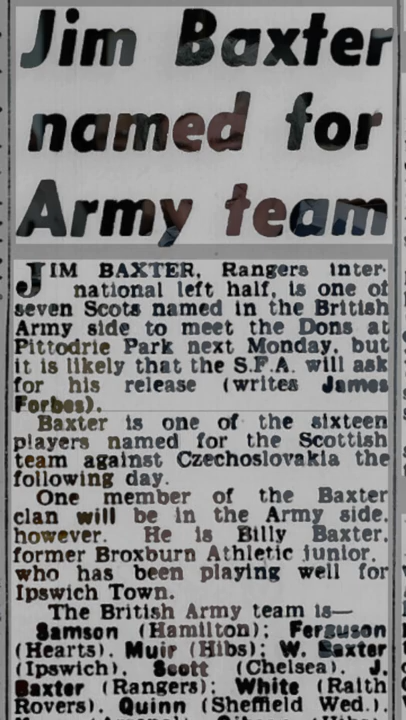 Jim Baxter
named for
Army team
JIM BAXTER, Rangers inter-
national left half, is one of
seven Scots named in the British
Army side to meet the Dons at
Pittodrie Park next Monday, but
it is likely that the S.F.A. will ask
for his release (writes James
Forbes).
Baxter is one of the sixteen
players named for the Scottish
team against Czechoslovakia the
following day.
One member of the Baxter
clan will be in the Army side,
however. He is Billy Baxter,
former Broxburn Athletic junior,
who has been playing well for
Ipswich Town.
The British Army team is—
Samson (Hamilton); Ferguson
(Hearts), Muir (Hibs); W. Baxter
(Ipswich), Scott (Chelsea), J.
Baxter (Rangers); White (Raith
Rovers), Quinn (Sheffield Wed.),